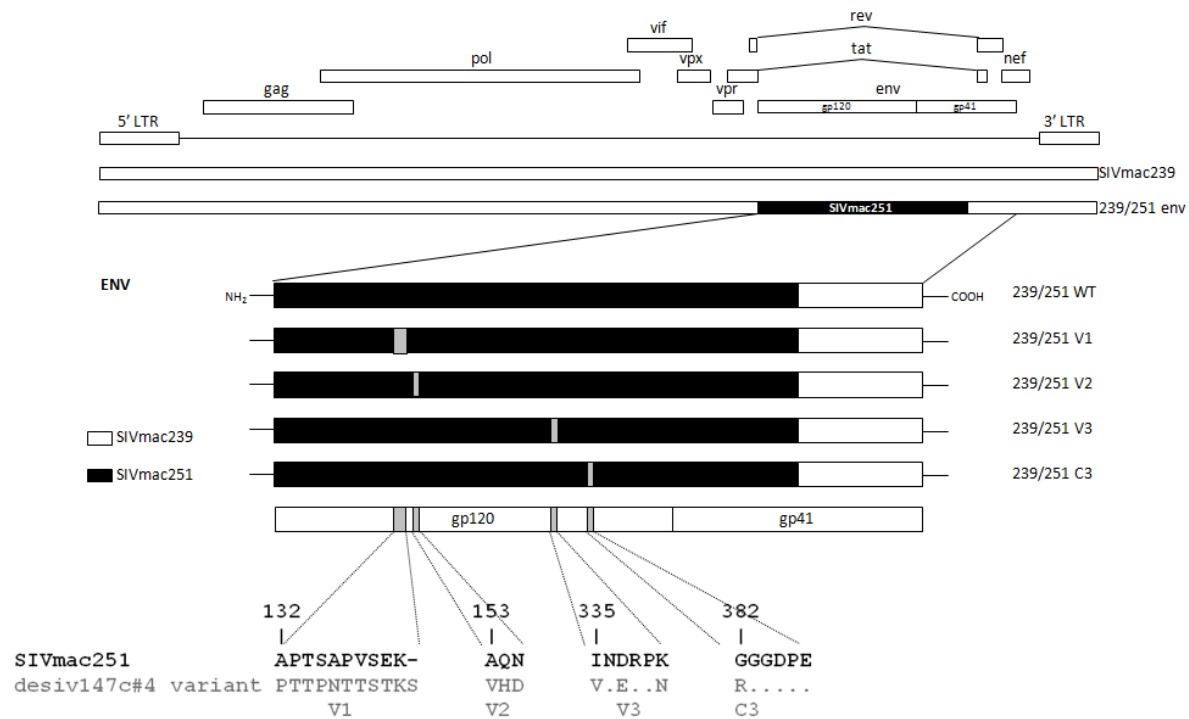 rev
vif
tat
pol
vpx
nef
gag
vpr
env
gp120 gp41
5' LTR
3' LTR
SIVmac239
SIVmac251
239/251 env
ENV
NH2
COOH
239/251 WT
239/251 V1
239/251 V2
239/251 V3
SIVmac239
SIVmac251
239/251 C3
gp120 gp41
132 153 335 382
SIVmac251 APTSAPVSEK- AQN INDRPK GGGDPE
desiv147c#4 variant PTTPNTTSTKS VHD V.E..N R.....
V1 V2 V3 C3